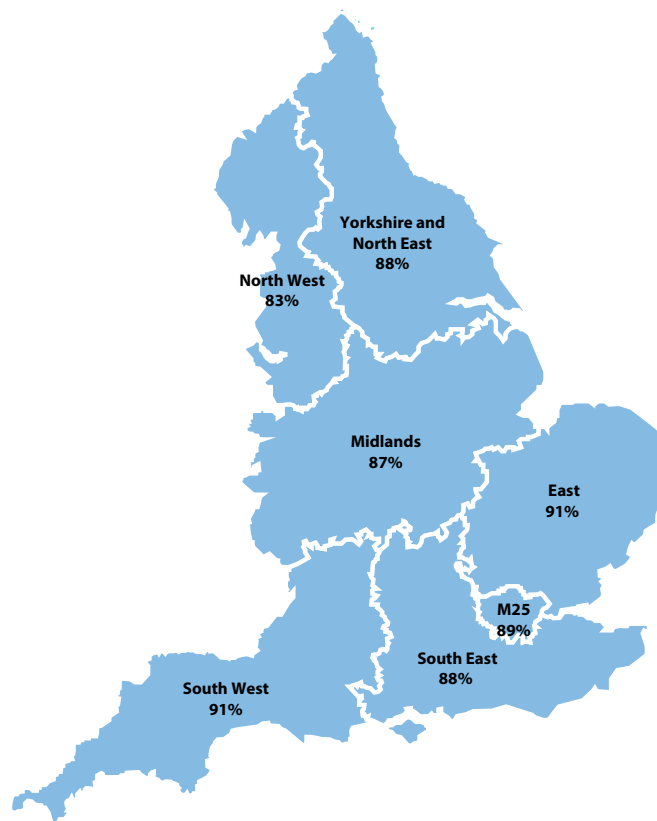 Yorkshire and
North East
88%
North West
83%
Midlands
87%
East
91%
M25
89%
South East
88%
South West
91%